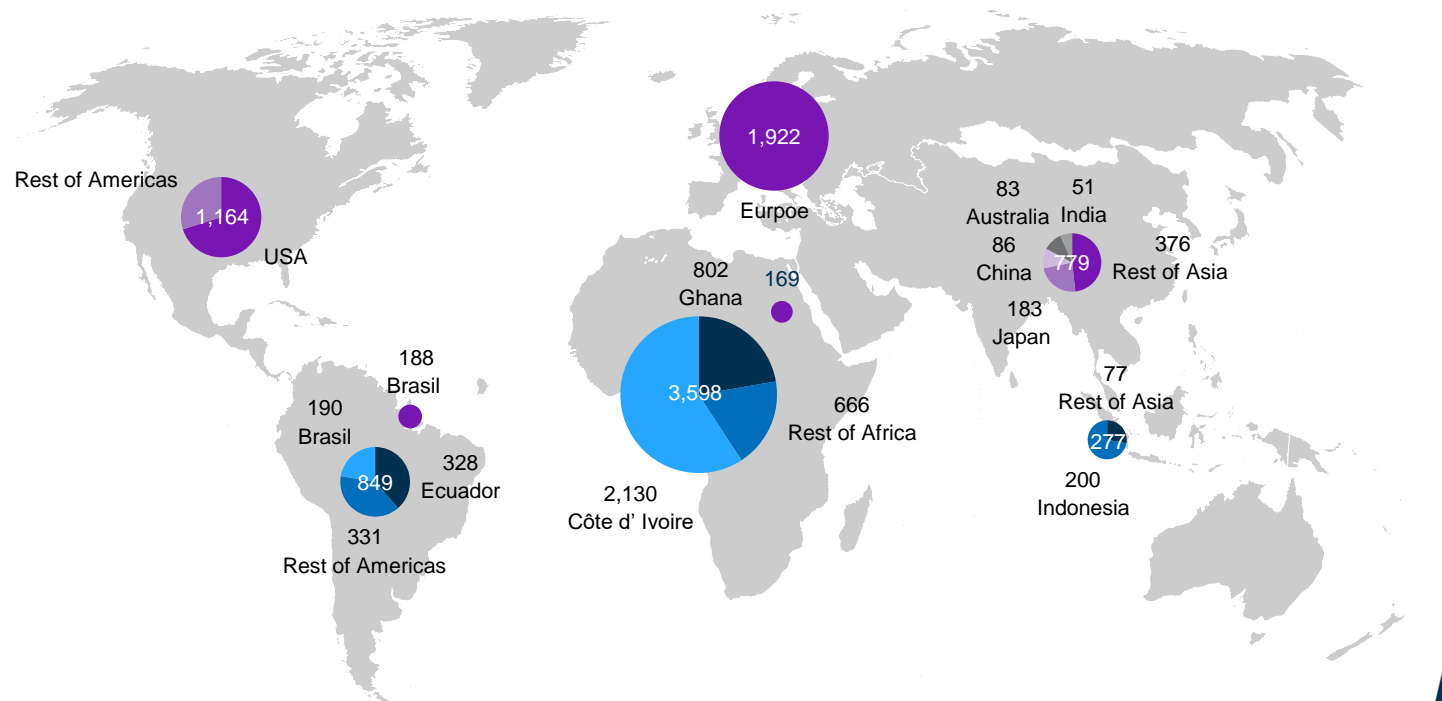 1,922
Eurpoe
Rest of Americas
1,164
USA
83
Australia
51
India
86
China
779
376
Rest of Asia
183
Japan
802
Ghana
169
3,598
666
Rest of Africa
2,130
Côte d’ Ivoire
188
Brasil
190
Brasil
849
328
Ecuador
331
Rest of Americas
77
Rest of Asia
277
200
Indonesia